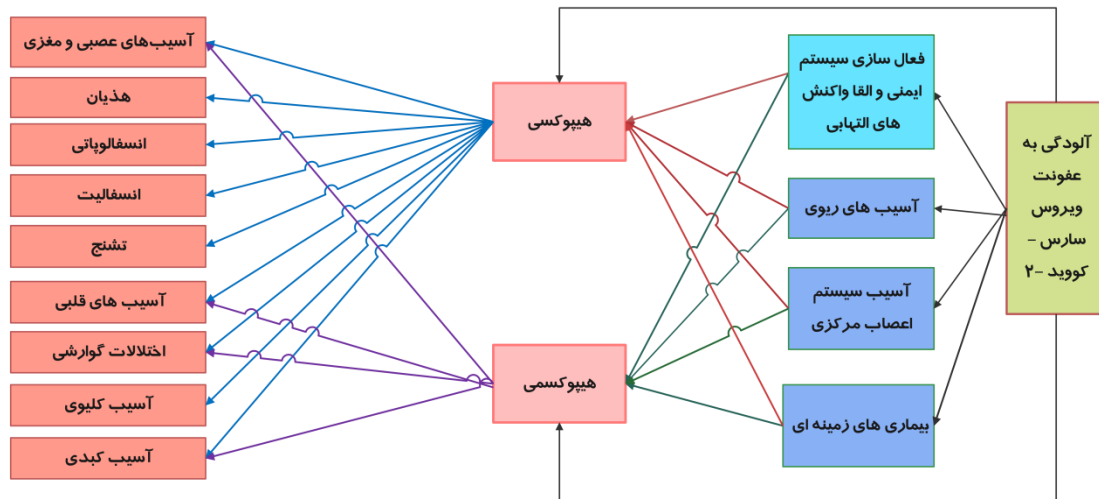 آلودگی به
عفونت
ویروس
سارس –
کووید –۲
فعال سازی سیستم
ایمنی و القا واکنش
های التهابی
آسیب های ریوی
آسیب سیستم
اعصاب مرکزی
بیماری های زمینه ای
هیپوکسی
هیپوکسمی
آسیب‌های عصبی و مغزی
هذیان
انسفالوپاتی
انسفالیت
تشنج
آسیب های قلبی
اختلالات گوارشی
آسیب کلیوی
آسیب کبدی